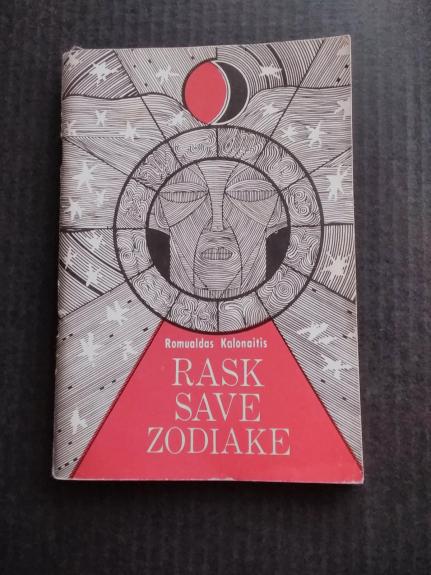 Romualdas Kalonaitis
RASK
SAVE
ZODIAKE